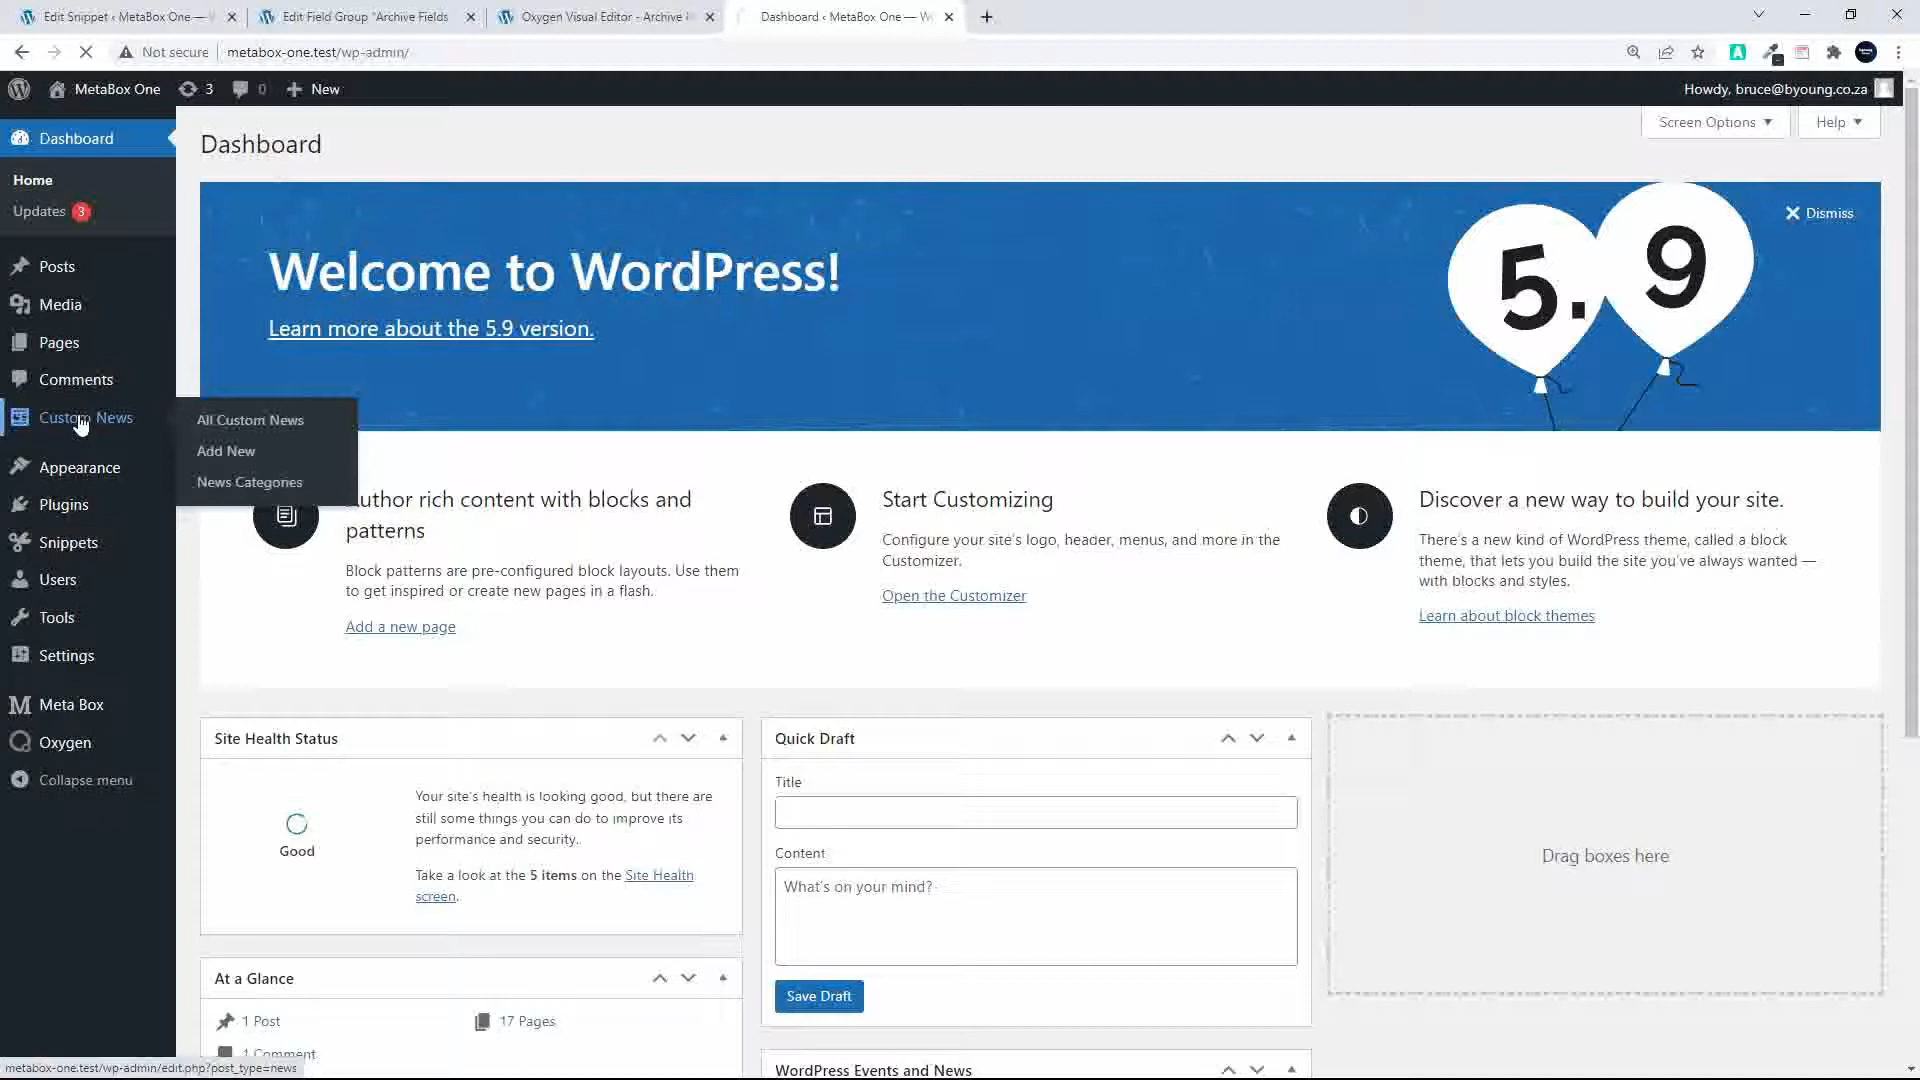 Edit Snippet ‹ MetaBox One —
Edit Field Group "Archive Fields
Oxygen Visual Editor - Archive
Dashboard ‹ MetaBox One — W
Not secure
metabox-one.test/wp-admin/
MetaBox One
3
0
New
Howdy, bruce@byoung.co.za
Dashboard
Home
Updates 3
Posts
Media
Pages
Comments
Custom News
Appearance
Plugins
Snippets
Users
Tools
Settings
Meta Box
Oxygen
Collapse menu
All Custom News
Add New
News Categories
Dashboard
Screen Options
Help
Welcome to WordPress!
Learn more about the 5.9 version.
5.9
Dismiss
Author rich content with blocks and
patterns
Block patterns are pre-configured block layouts. Use them
to get inspired or create new pages in a flash.
Add a new page
Start Customizing
Configure your site's logo, header, menus, and more in the
Customizer.
Open the Customizer
Discover a new way to build your site.
There's a new kind of WordPress theme, called a block
theme, that lets you build the site you've always wanted —
with blocks and styles.
Learn about block themes
Site Health Status
Good
Your site's health is looking good, but there are
still some things you can do to improve its
performance and security.
Take a look at the 5 items on the Site Health
screen.
At a Glance
1 Post
17 Pages
1 Comment
Quick Draft
Title
Content
What's on your mind?
Save Draft
WordPress Events and News
Drag boxes here
metabox-one.test/wp-admin/edit.php?post_type=news